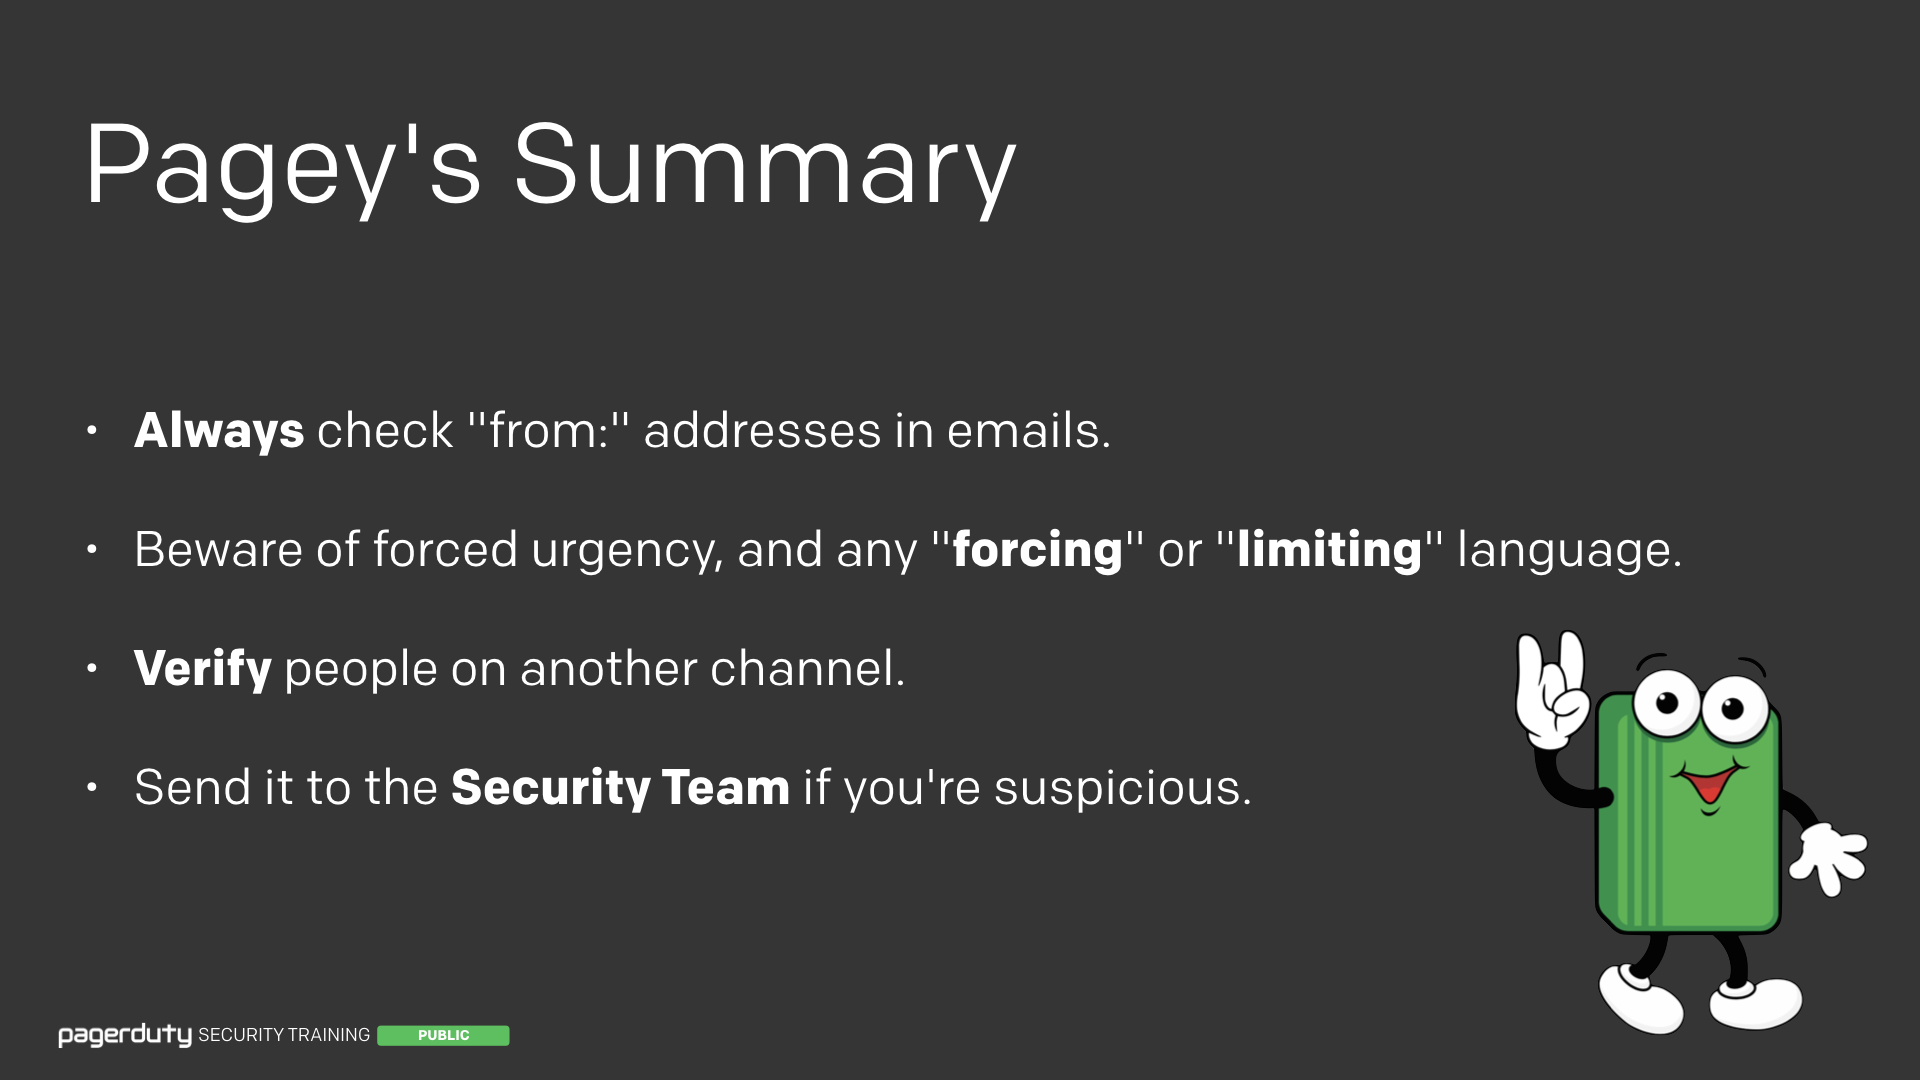 Pagey's Summary
• Always check "from:" addresses in emails.
• Beware of forced urgency, and any "forcing" or "limiting" language.
• Verify people on another channel.
• Send it to the Security Team if you're suspicious.
pagerduty SECURITY TRAINING PUBLIC